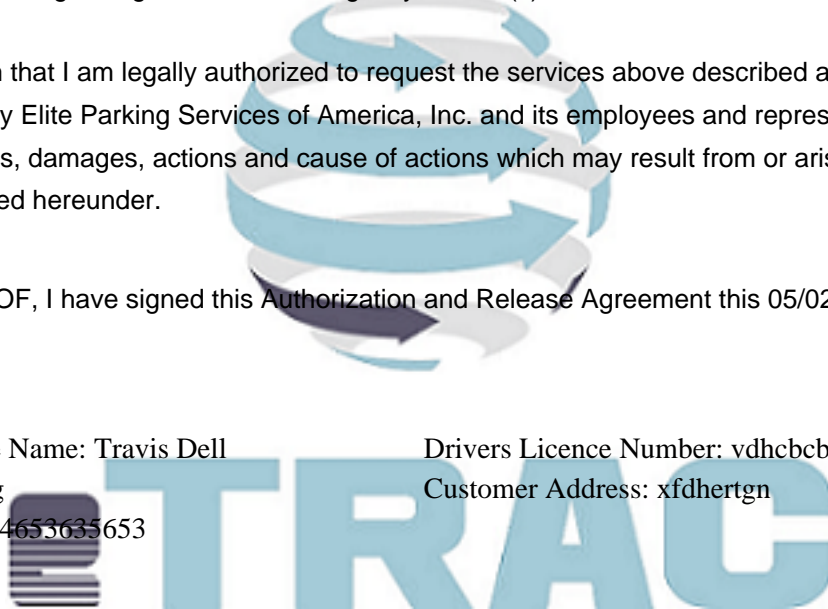 that I am legally authorized to request the services above described a
y Elite Parking Services of America, Inc. and its employees and repres
s, damages, actions and cause of actions which may result from or aris
ed hereunder.
OF, I have signed this Authorization and Release Agreement this 05/02
Name: Travis Dell
Drivers Licence Number: vdhcbcb
g
Customer Address: xfdhertgn
4653635653
eTRAC